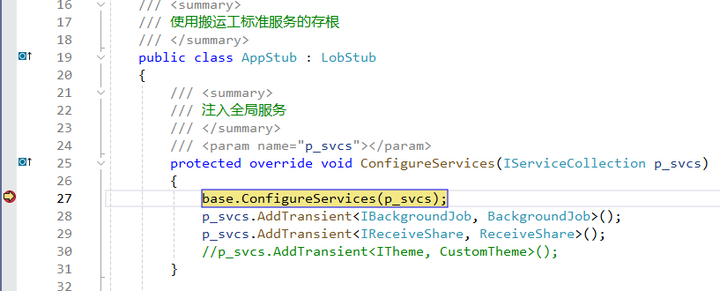 16 /// <summary>
17 /// 使用搬运工标准服务的存根
18 /// </summary>
19 public class AppStub : LobStub
20 {
21 /// <summary>
22 /// 注入全局服务
23 /// </summary>
24 /// <param name="p_svcs"></param>
25 protected override void ConfigureServices(IServiceCollection p_svcs)
26 {
27 base.ConfigureServices(p_svcs);
28 p_svcs.AddTransient<IBackgroundJob, BackgroundJob>();
29 p_svcs.AddTransient<IReceiveShare, ReceiveShare>();
30 //p_svcs.AddTransient<ITheme, CustomTheme>();
31 }
32